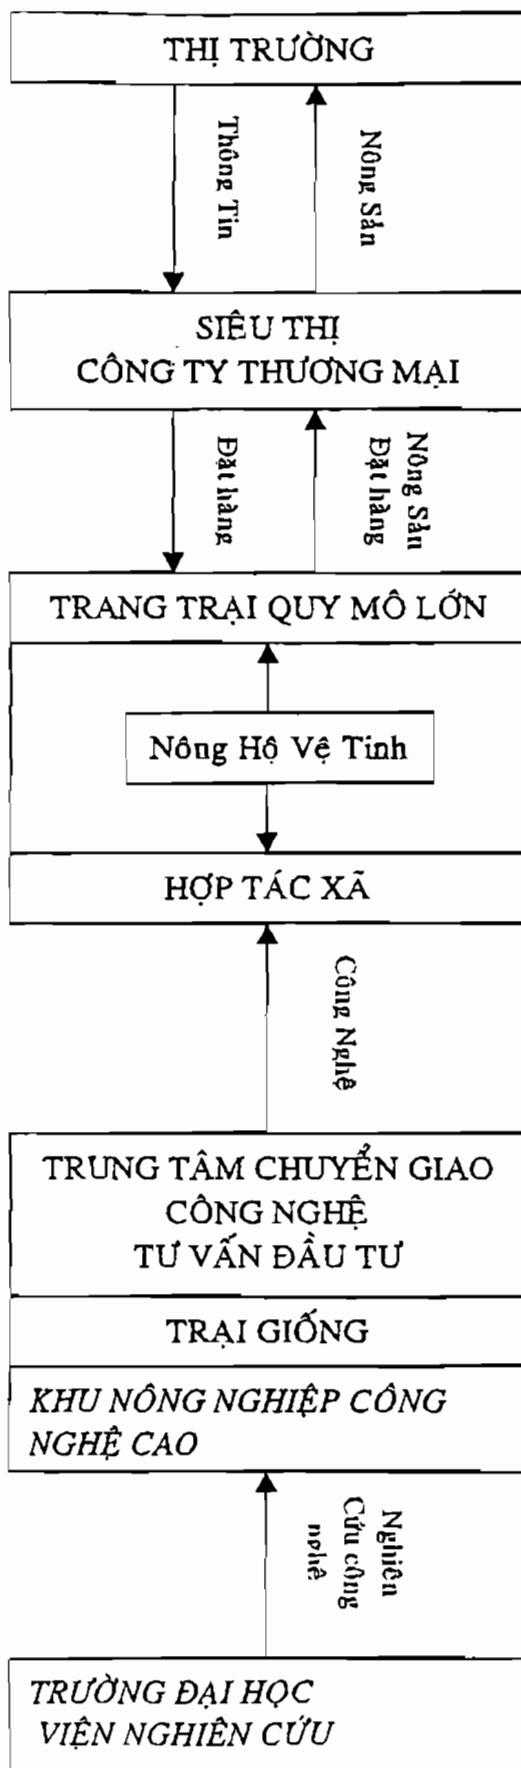 THỊ TRƯỜNG
Thông Tin
Nông Sản
SIÊU THỊ
CÔNG TY THƯƠNG MẠI
Đặt hàng
Nông Sản
Đặt hàng
TRANG TRẠI QUY MÔ LỚN
Nông Hộ Vệ Tinh
HỢP TÁC XÃ
Công Nghệ
TRUNG TÂM CHUYỂN GIAO
CÔNG NGHỆ
TƯ VẤN ĐẦU TƯ
TRẠI GIỐNG
KHU NÔNG NGHIỆP CÔNG
NGHỆ CAO
Nghiên
Cứu công
nghệ
TRƯỜNG ĐẠI HỌC
VIỆN NGHIÊN CỨU